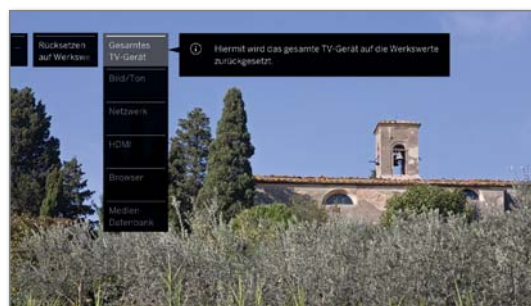 Rücksetzen
auf Werkswe
Gesamtes
TV-Gerät
Hiermit wird das gesamte TV-Gerät auf die Werkswerte
zurückgesetzt.
Bild/Ton
Netzwerk
HDMI
Browser
Medien
Datenbank